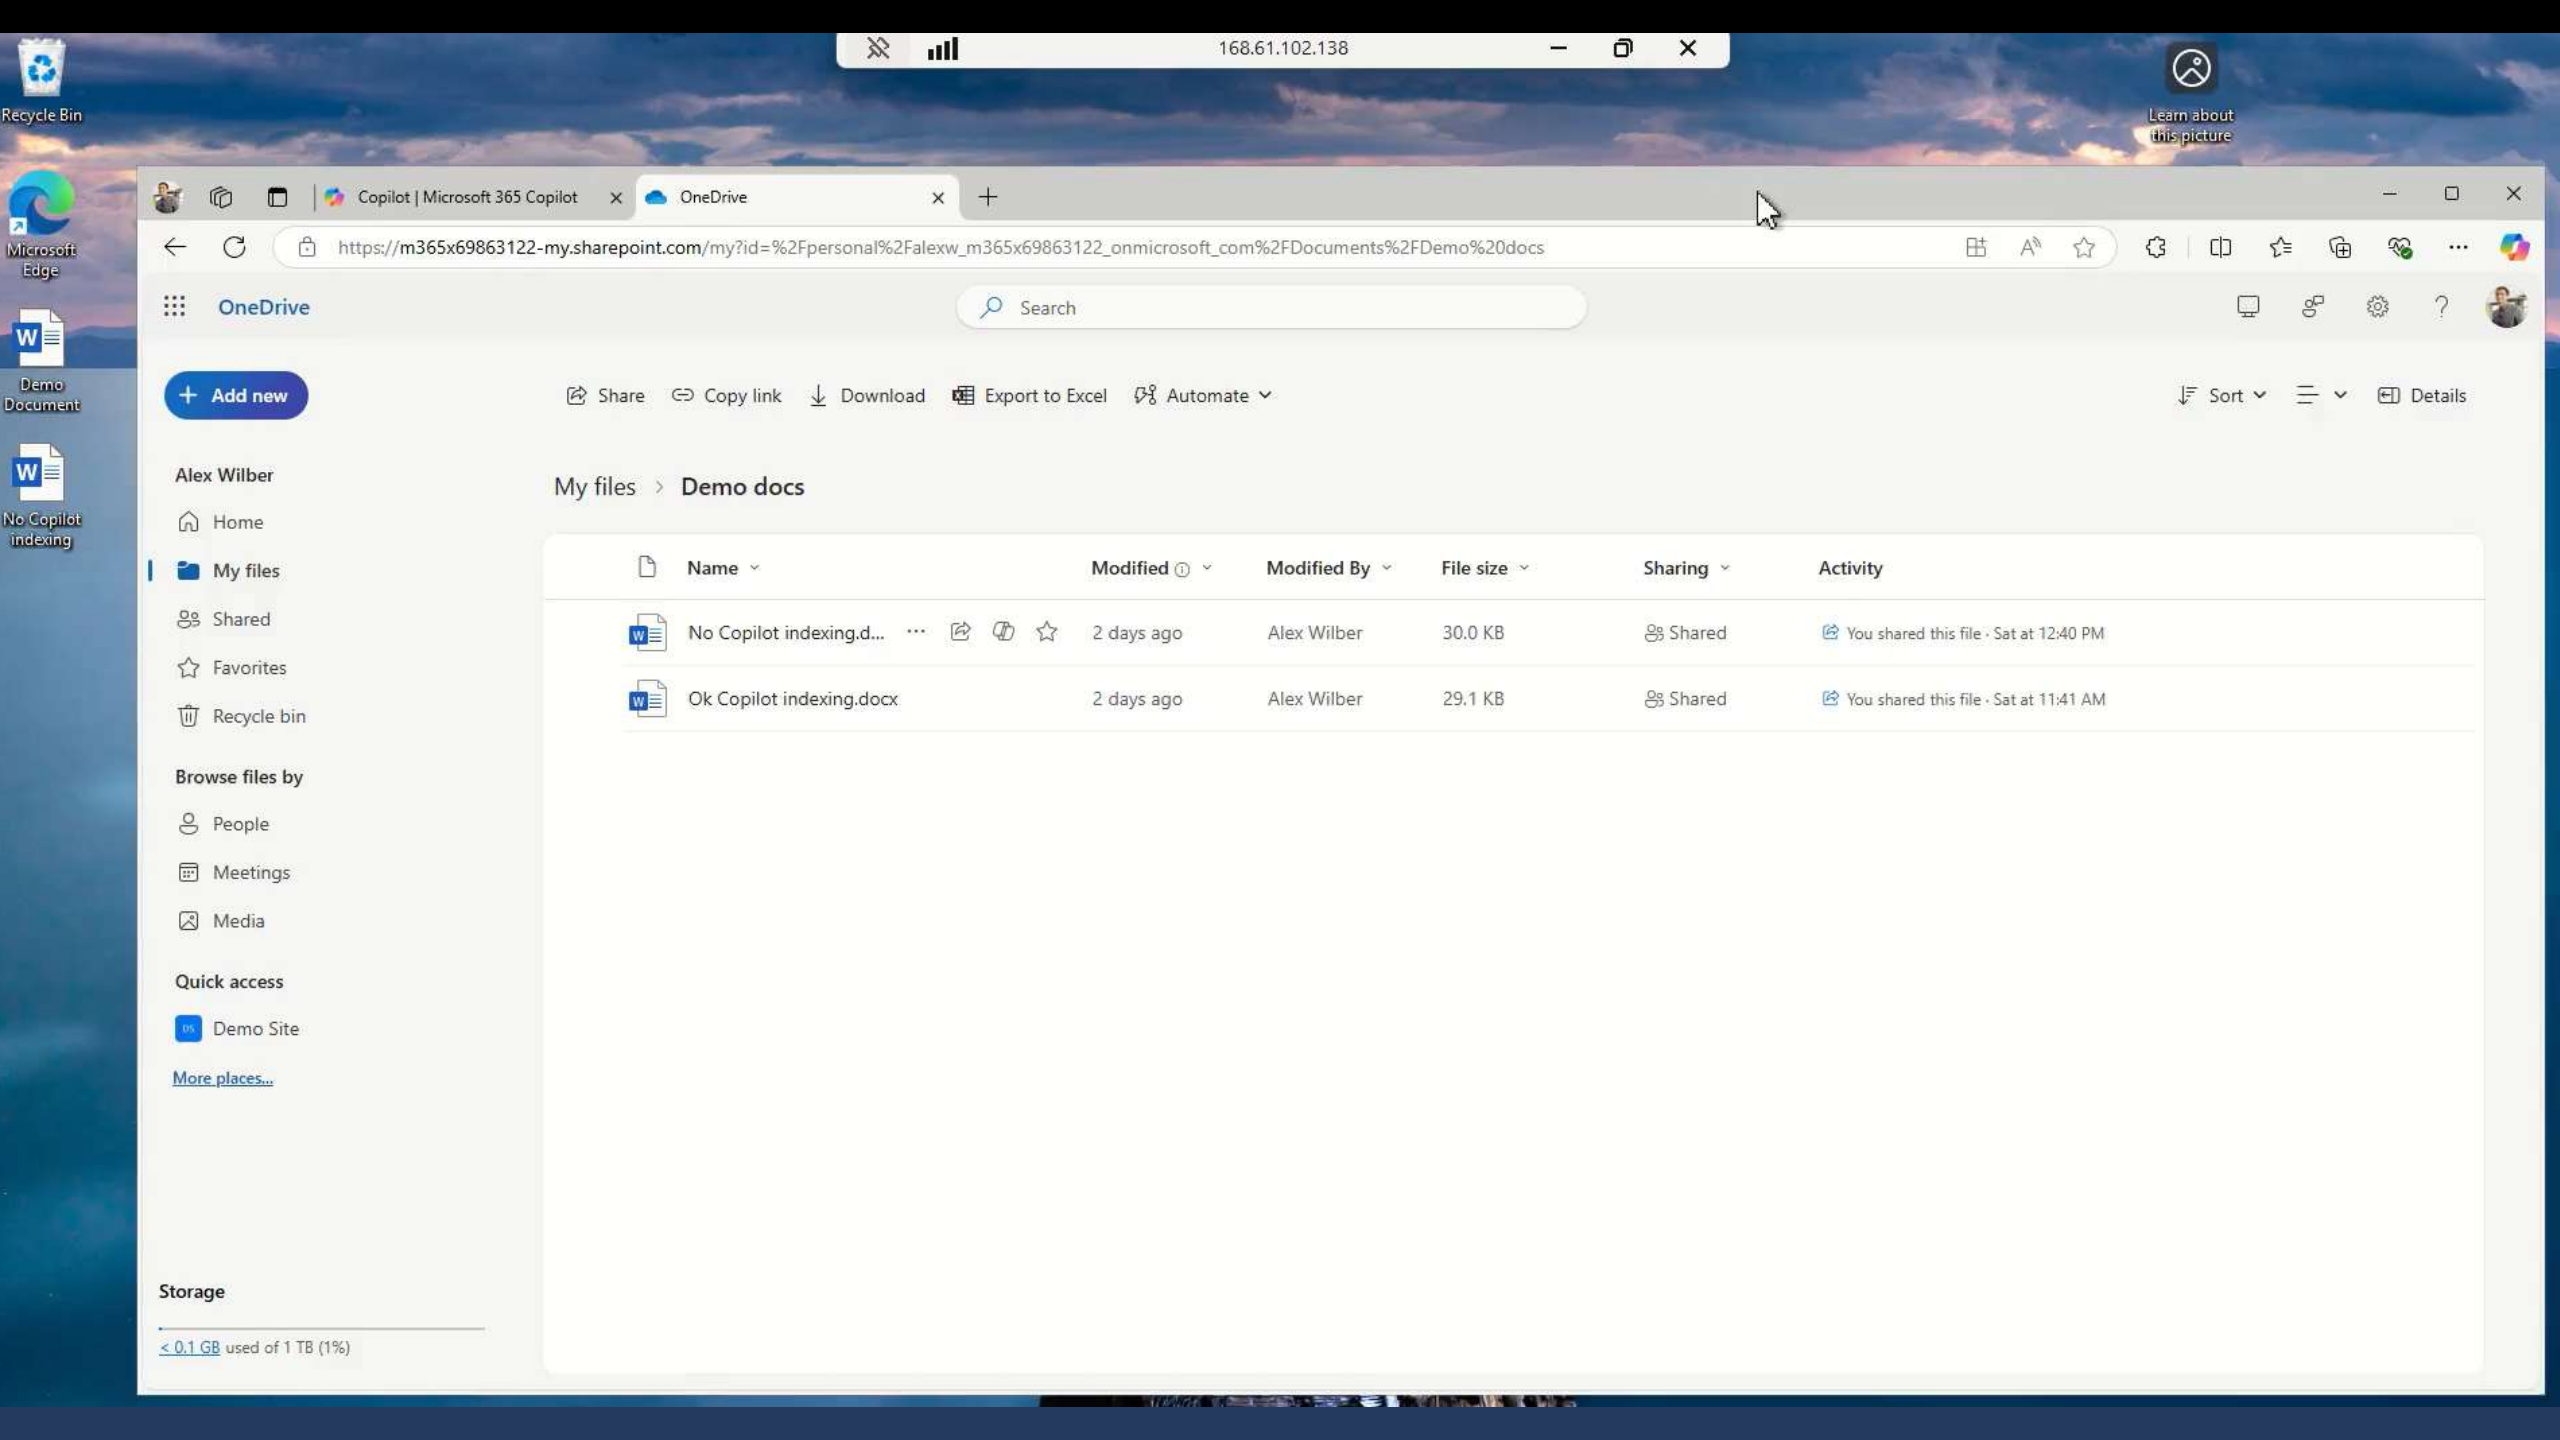 168.61.102.138
Recycle Bin
Learn about
this picture
Microsoft
Edge
Demo
Document
No Copilot
indexing
Copilot | Microsoft 365 Copilot
OneDrive
https://m365x69863122-my.sharepoint.com/my?id=%2Fpersonal%2Falexw_m365x69863122_onmicrosoft_com%2FDocuments%2FDemo%20docs
OneDrive
Search
+ Add new
Share Copy link Download Export to Excel Automate
Sort Details
Alex Wilber
Home
My files
Shared
Favorites
Recycle bin
Browse files by
People
Meetings
Media
Quick access
DS Demo Site
More places...
Storage
< 0.1 GB used of 1 TB (1%)
My files > Demo docs
Name Modified Modified By File size Sharing Activity
No Copilot indexing.d... 2 days ago Alex Wilber 30.0 KB Shared You shared this file · Sat at 12:40 PM
Ok Copilot indexing.docx 2 days ago Alex Wilber 29.1 KB Shared You shared this file · Sat at 11:41 AM